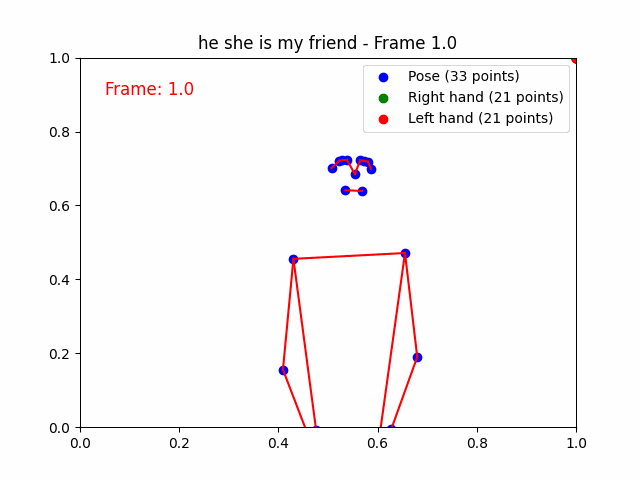 he she is my friend - Frame 1.0
Frame: 1.0
Pose (33 points)
Right hand (21 points)
Left hand (21 points)
1.0
0.8
0.6
0.4
0.2
0.0
0.0 0.2 0.4 0.6 0.8 1.0